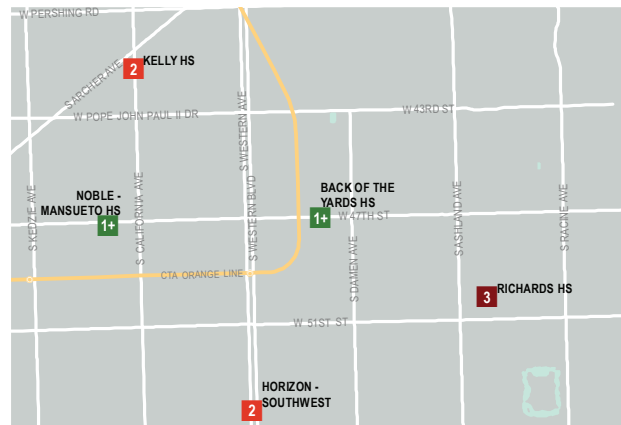 W PERSHING RD
2
KELLY HS
S ARCHER AVE
W POPE JOHN PAUL II DR
W 43RD ST
S WESTERN AVE
S KEDZIE AVE
S CALIFORNIA AVE
NOBLE -
MANSUETO HS
1+
BACK OF THE
YARDS HS
1+
W 47TH ST
S WESTERN BLVD
S DAMEN AVE
S ASHLAND AVE
S RACINE AVE
CTA ORANGE LINE
3
RICHARDS HS
W 51ST ST
HORIZON -
SOUTHWEST
2